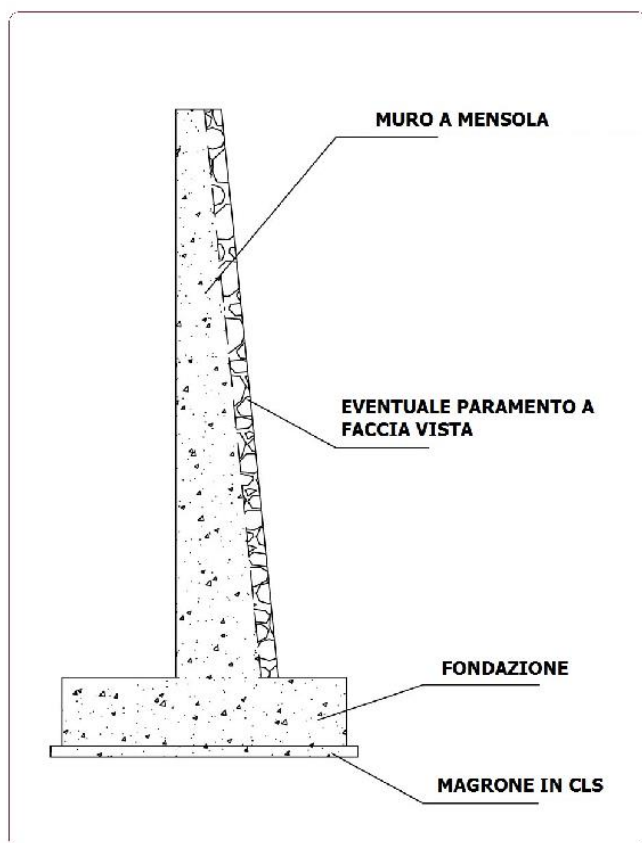 MURO A MENSOLA
EVENTUALE PARAMENTO A
FACCIA VISTA
FONDAZIONE
MAGRONE IN CLS